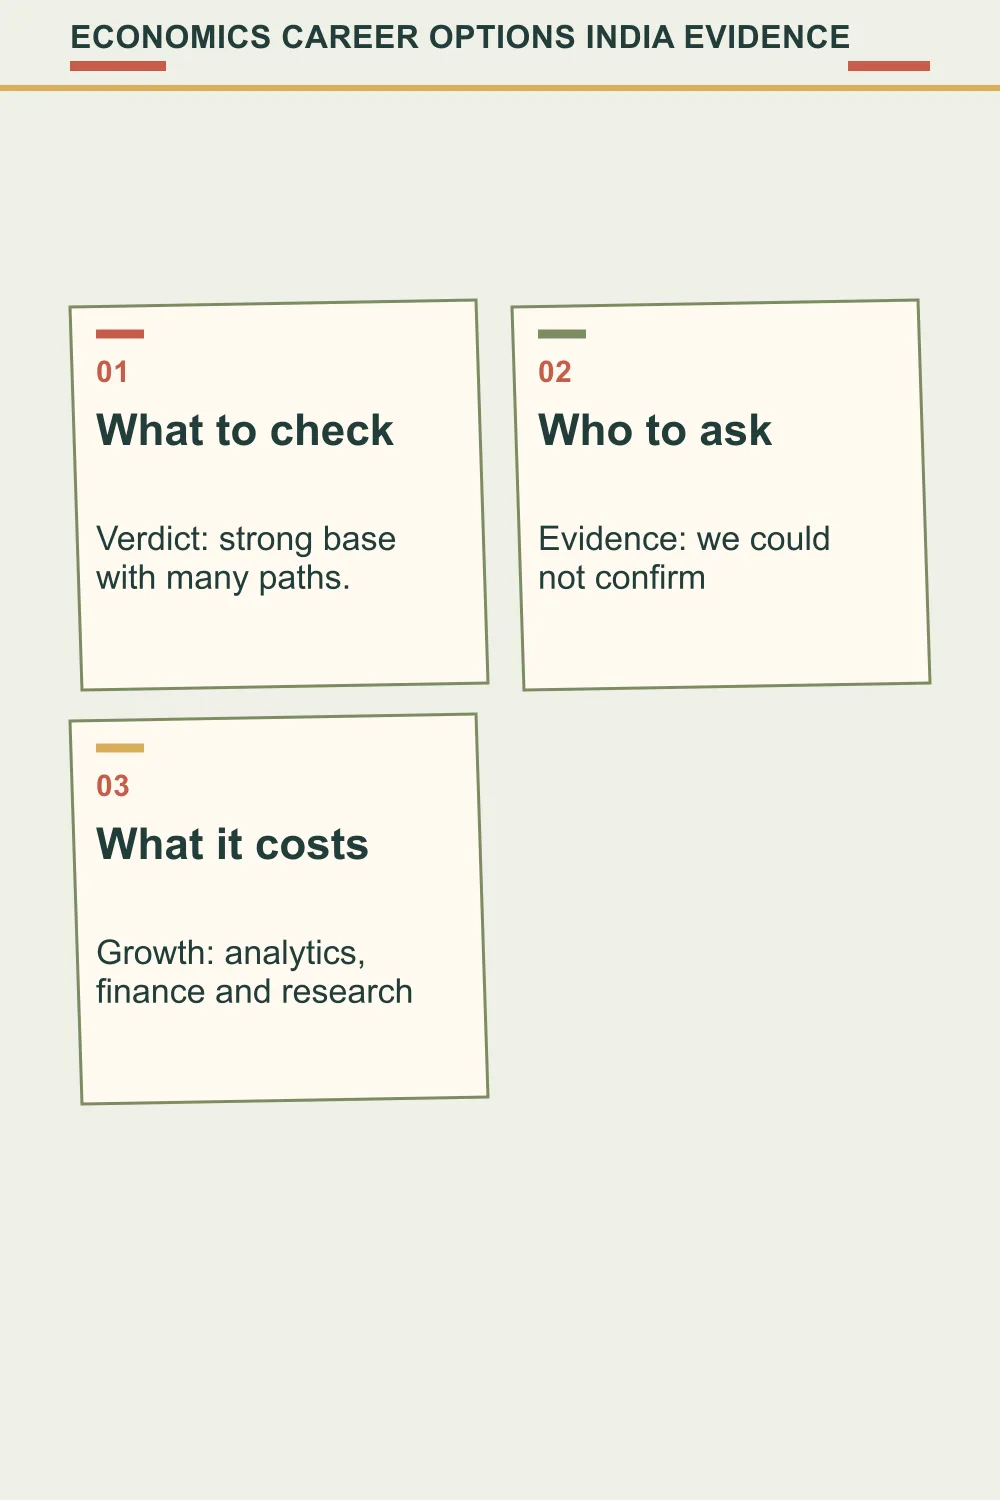 ECONOMICS CAREER OPTIONS INDIA EVIDENCE
01
What to check
Verdict: strong base
with many paths.
02
Who to ask
Evidence: we could
not confirm
03
What it costs
Growth: analytics,
finance and research